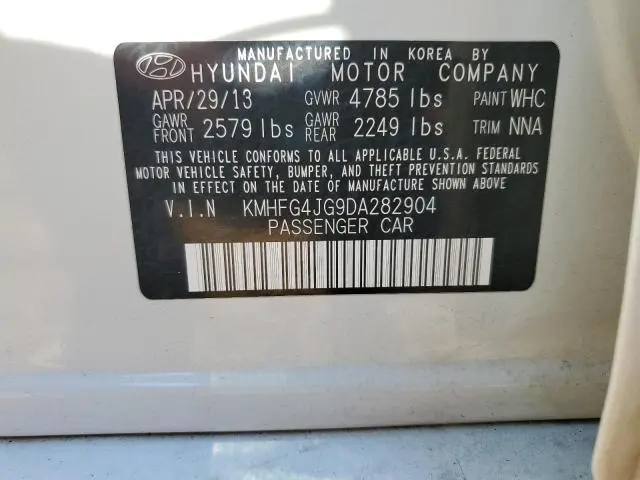 MANUFACTURED IN KOREA BY
HYUNDAI MOTOR COMPANY
APR/29/13 GVWR 4785 lbs PAINT WHC
GAWR FRONT 2579 lbs GAWR REAR 2249 lbs TRIM NNA
THIS VEHICLE CONFORMS TO ALL APPLICABLE U.S.A. FEDERAL
MOTOR VEHICLE SAFETY, BUMPER, AND THEFT PREVENTION STANDARDS
IN EFFECT ON THE DATE OF MANUFACTURE SHOWN ABOVE
V.I.N KMHFG4JG9DA282904
PASSENGER CAR